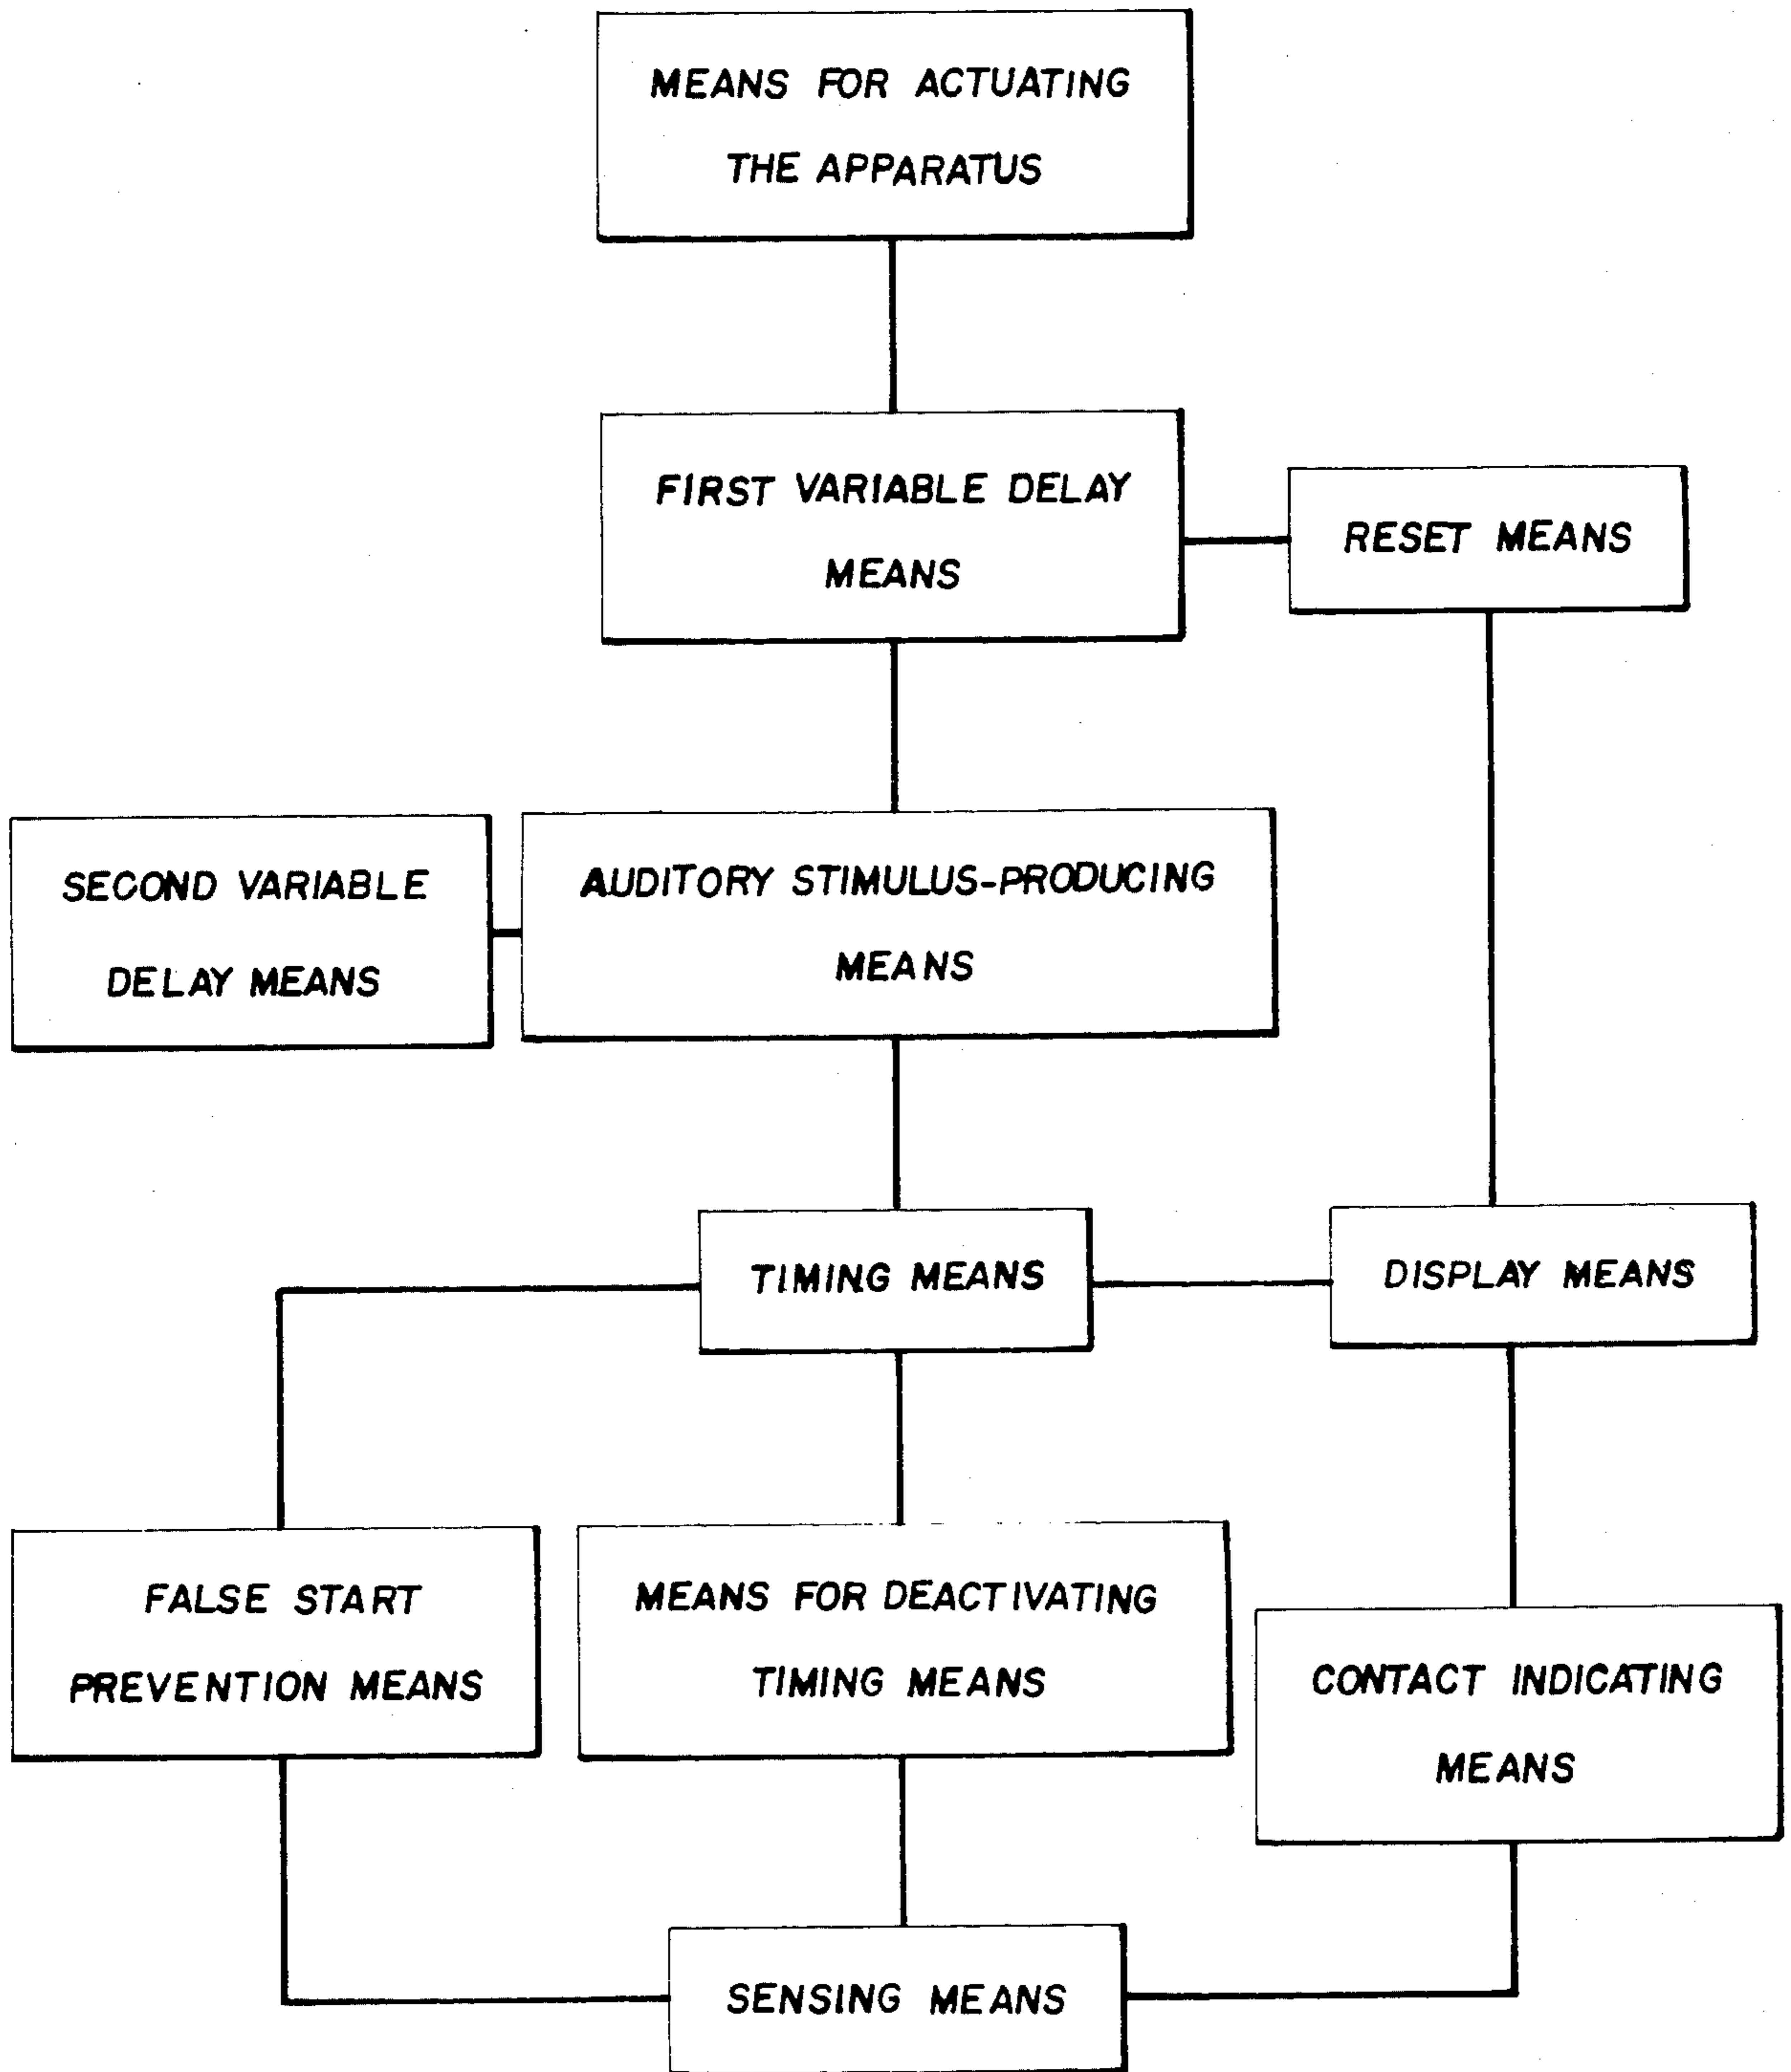 MEANS FOR ACTUATING
THE APPARATUS
FIRST VARIABLE DELAY
MEANS
RESET MEANS
SECOND VARIABLE
DELAY MEANS
AUDITORY STIMULUS-PRODUCING
MEANS
TIMING MEANS
DISPLAY MEANS
FALSE START
PREVENTION MEANS
MEANS FOR DEACTIVATING
TIMING MEANS
CONTACT INDICATING
MEANS
SENSING MEANS